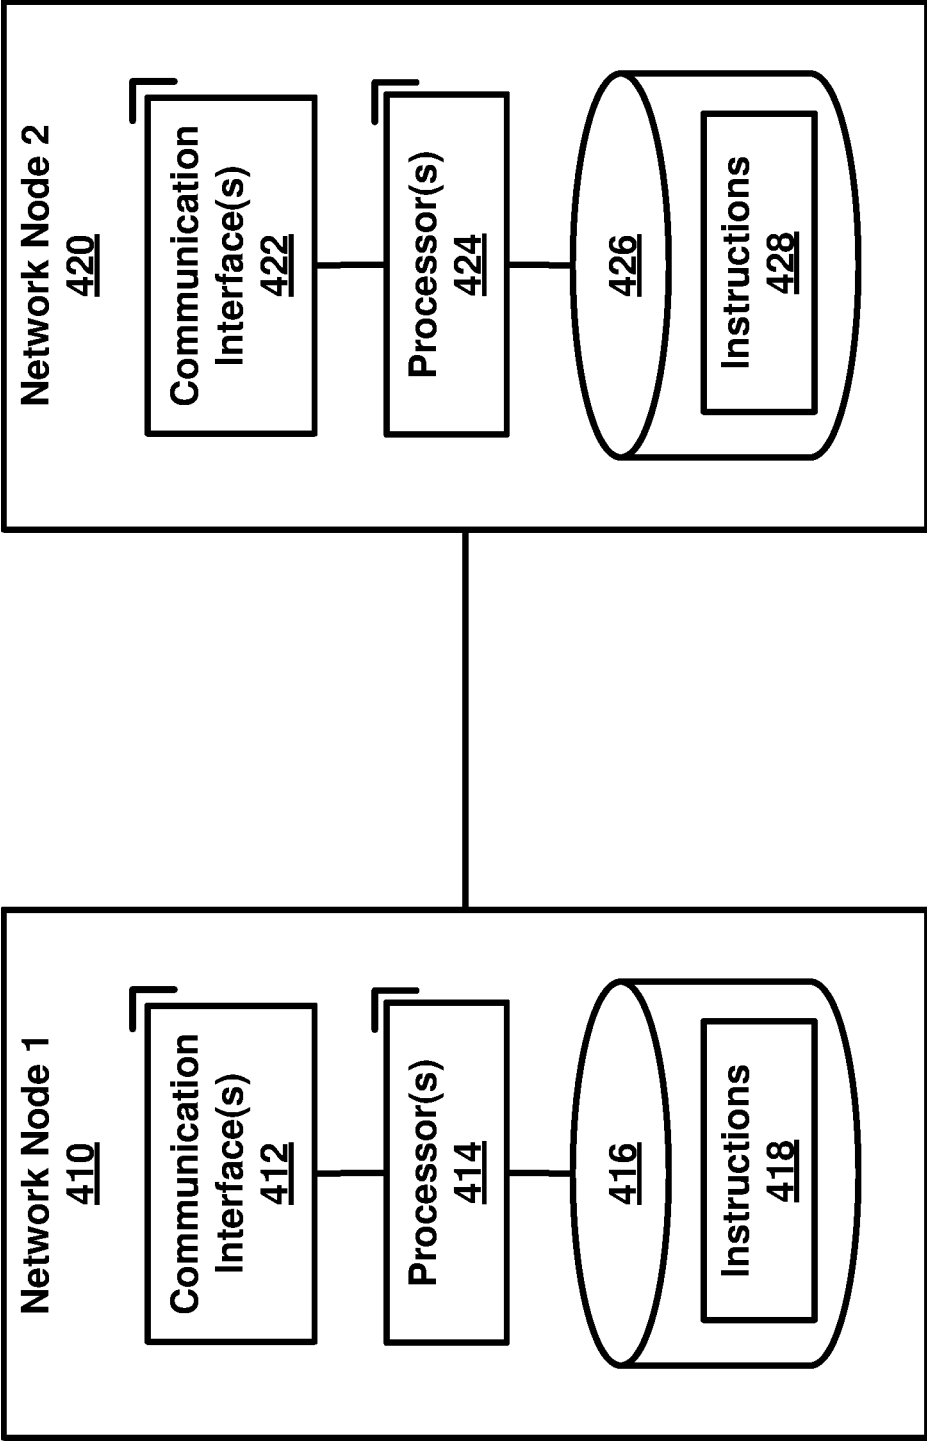 Network Node 1
410
Communication
Interface(s)
412
Processor(s)
414
416
Instructions
418
Network Node 2
420
Communication
Interface(s)
422
Processor(s)
424
426
Instructions
428